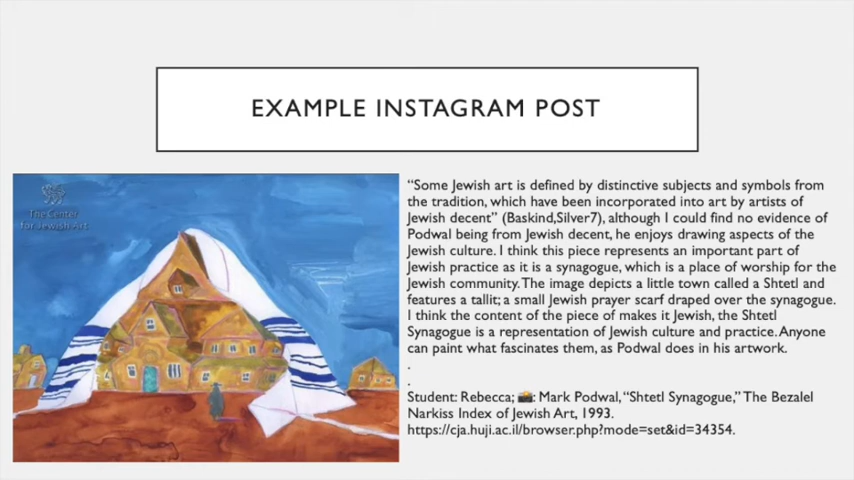 EXAMPLE INSTAGRAM POST
The Center
for Jewish Art
“Some Jewish art is defined by distinctive subjects and symbols from
the tradition, which have been incorporated into art by artists of
Jewish decent” (Baskind,Silver7), although I could find no evidence of
Podwal being from Jewish decent, he enjoys drawing aspects of the
Jewish culture. I think this piece represents an important part of
Jewish practice as it is a synagogue, which is a place of worship for the
Jewish community. The image depicts a little town called a Shtetl and
features a tallit; a small Jewish prayer scarf draped over the synagogue.
I think the content of the piece of makes it Jewish, the Shtetl
Synagogue is a representation of Jewish culture and practice. Anyone
can paint what fascinates them, as Podwal does in his artwork.
.
.
Student: Rebecca; 📸: Mark Podwal, “Shtetl Synagogue,” The Bezalel
Narkiss Index of Jewish Art, 1993.
https://cja.huji.ac.il/browser.php?mode=set&id=34354.